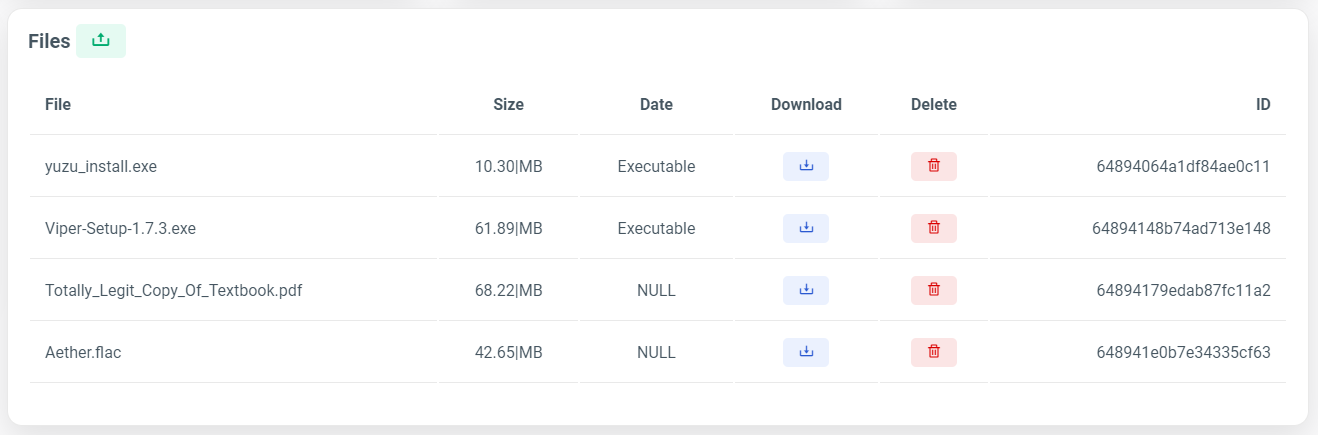 Files
File Size Date Download Delete ID
yuzu_install.exe 10.30|MB Executable 64894064a1df84ae0c11
Viper-Setup-1.7.3.exe 61.89|MB Executable 64894148b74ad713e148
Totally_Legit_Copy_Of_Textbook.pdf 68.22|MB NULL 64894179edab87fc11a2
Aether.flac 42.65|MB NULL 648941e0b7e34335cf63